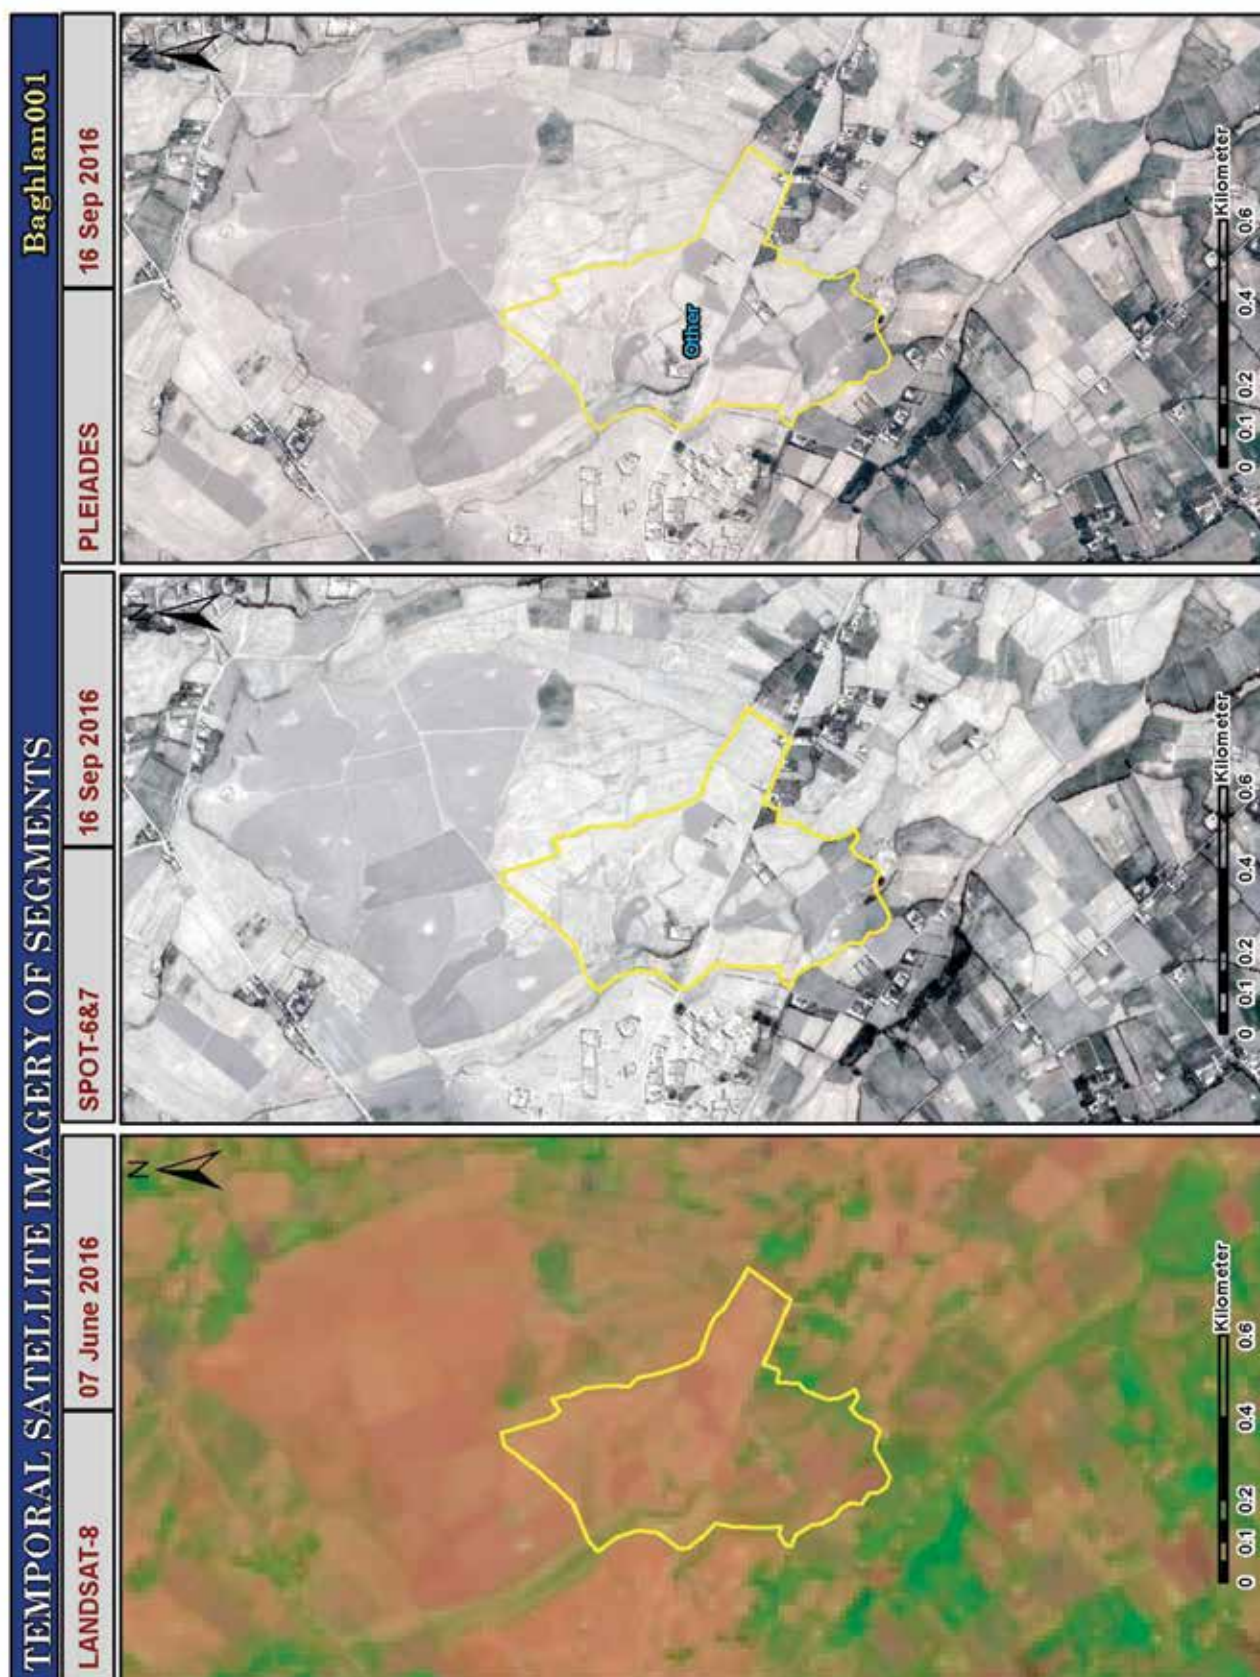 TEMPORAL SATELLITE IMAGERY OF SEGMENTS
Baghlan001
LANDSAT-8
07 June 2016
SPOT-6&7
16 Sep 2016
PLEIADES
16 Sep 2016
N
N
N
Other
Kilometer
0 0.1 0.2 0.4 0.6
Kilometer
0 0.1 0.2 0.4 0.6
Kilometer
0 0.1 0.2 0.4 0.6